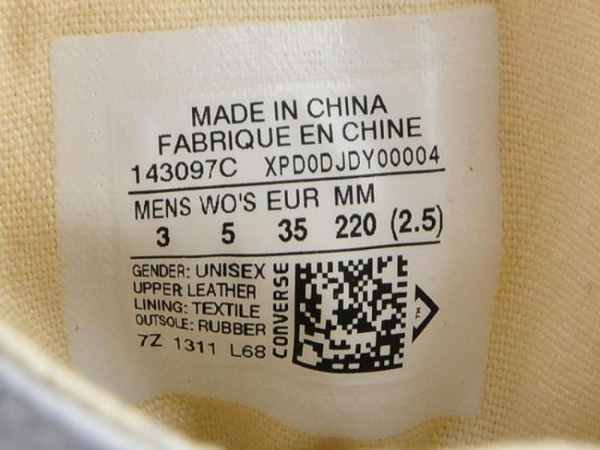 MADE IN CHINA
FABRIQUE EN CHINE
143097C XPD0DJDY00004
MENS WO'S EUR MM
3 5 35 220 (2.5)
GENDER: UNISEX
UPPER: LEATHER
LINING: TEXTILE
OUTSOLE: RUBBER
7Z 1311 L68
CONVERSE
TM